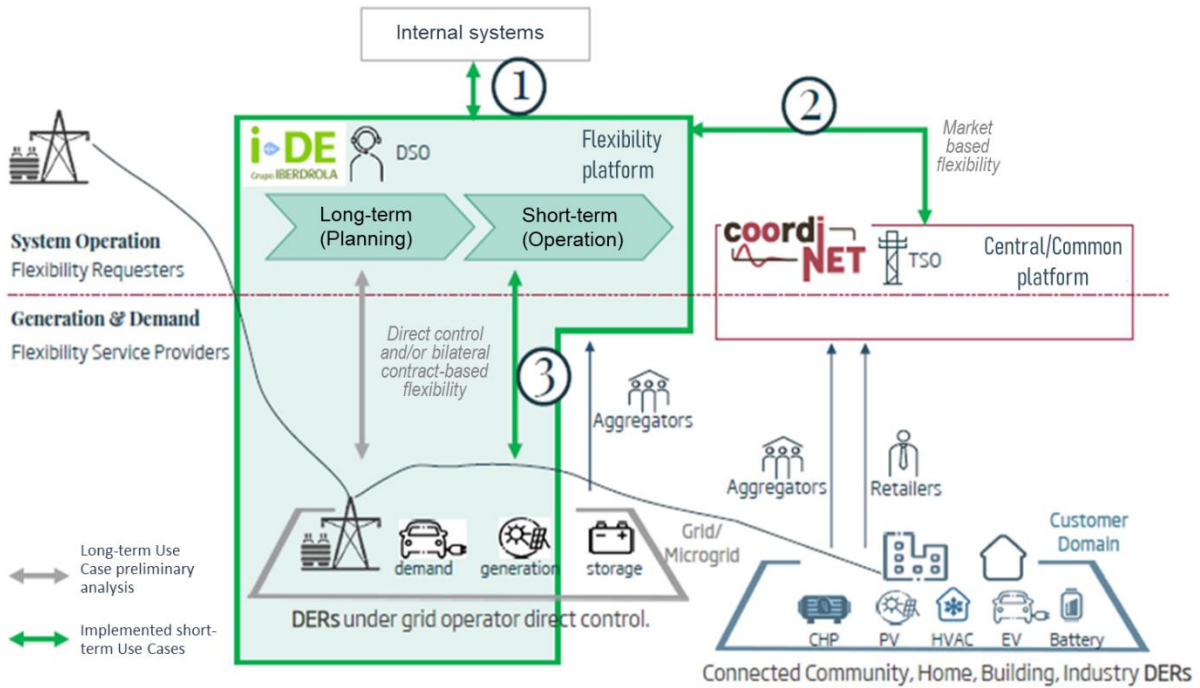 Internal systems
1
2
i-DE
Grupo IBERDROLA
DSO
Flexibility
platform
Market
based
flexibility
Long-term
(Planning)
Short-term
(Operation)
coordiNET
TSO
Central/Common
platform
System Operation
Flexibility Requesters
Generation & Demand
Flexibility Service Providers
Direct control
and/or bilateral
contract-based
flexibility
3
Aggregators
Aggregators
Retailers
Grid/
Microgrid
Customer
Domain
demand
generation
storage
DERs under grid operator direct control.
CHP
PV
HVAC
EV
Battery
Connected Community, Home, Building, Industry DERs
Long-term Use
Case preliminary
analysis
Implemented short-
term Use Cases